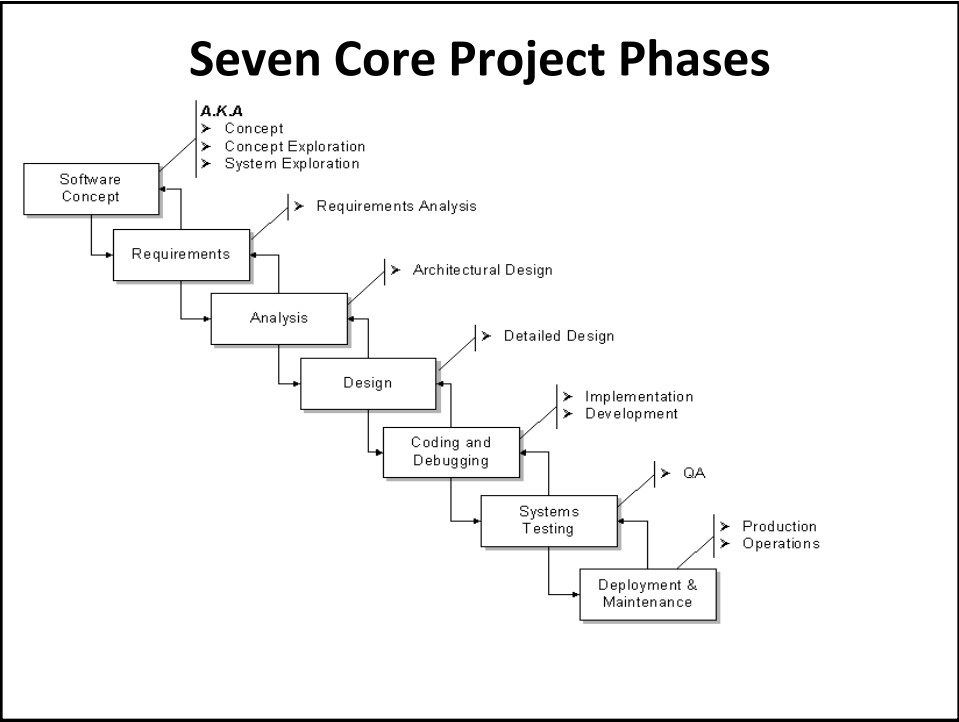 Seven Core Project Phases
A.K.A
➢ Concept
➢ Concept Exploration
➢ System Exploration
Software
Concept
➢ Requirements Analysis
Requirements
➢ Architectural Design
Analysis
➢ Detailed Design
Design
➢ Implementation
➢ Development
Coding and
Debugging
➢ QA
Systems
Testing
➢ Production
➢ Operations
Deployment &
Maintenance